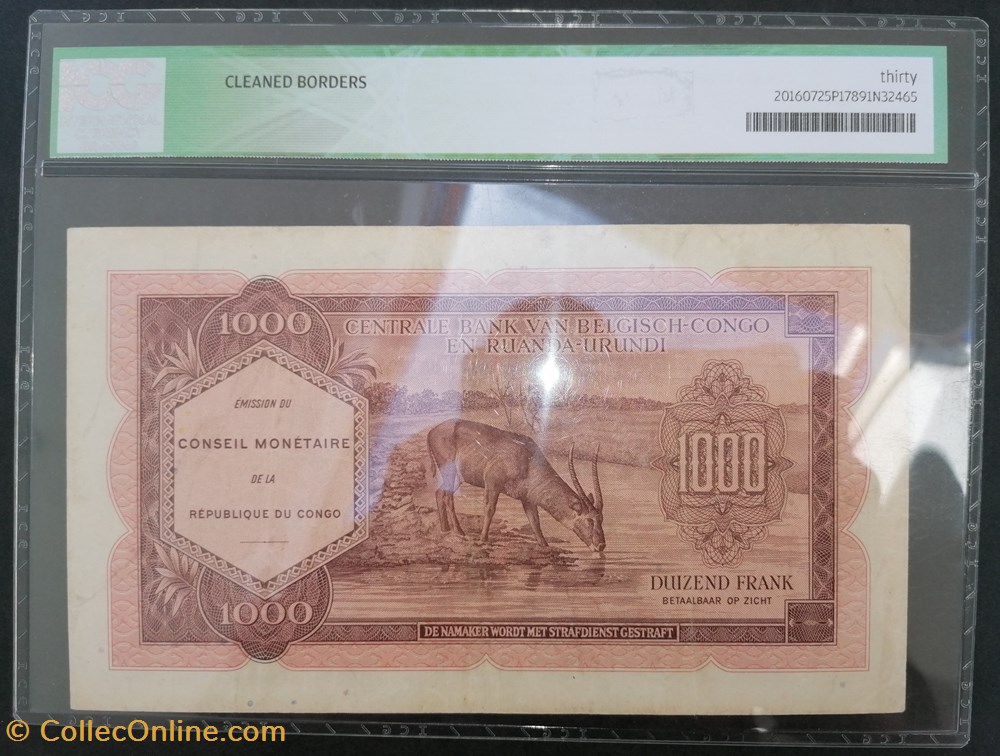 CLEANED BORDERS
thirty
20160725P17891N32465
1000
CENTRALE BANK VAN BELGISCH-CONGO
EN RUANDA-URUNDI
ÉMISSION DU
CONSEIL MONÉTAIRE
DE LA
RÉPUBLIQUE DU CONGO
1000
DUIZEND FRANK
BETAALBAAR OP ZICHT
1000
DE NAMAKER WORDT MET STRAFDIENST GESTRAFT
© CollecOnline.com